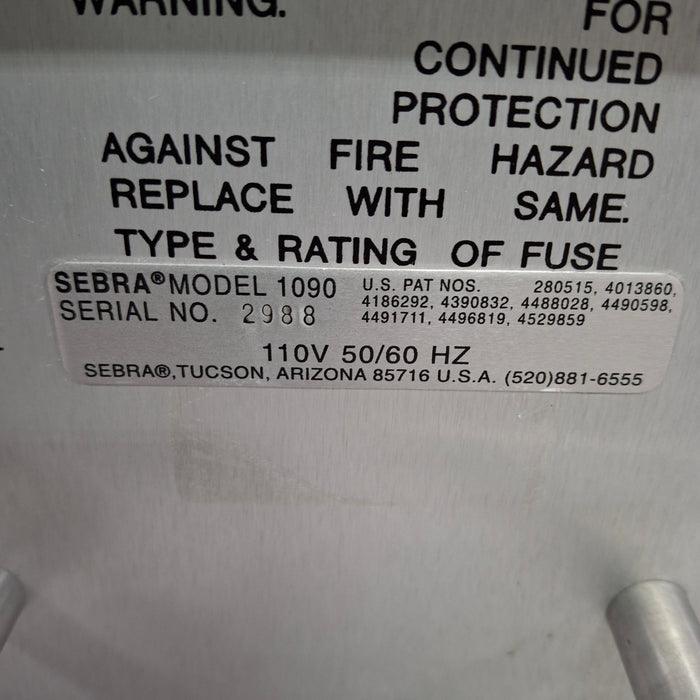 WARNING.
FOR
CONTINUED
PROTECTION
AGAINST FIRE HAZARD
REPLACE WITH SAME.
TYPE & RATING OF FUSE
SEBRA® MODEL 1090
SERIAL NO. 2988
U.S. PAT NOS. 280515, 4013860,
4186292, 4390832, 4488028, 4490598,
4491711, 4496819, 4529859
110V 50/60 HZ
SEBRA®,TUCSON, ARIZONA 85716 U.S.A. (520)881-6555